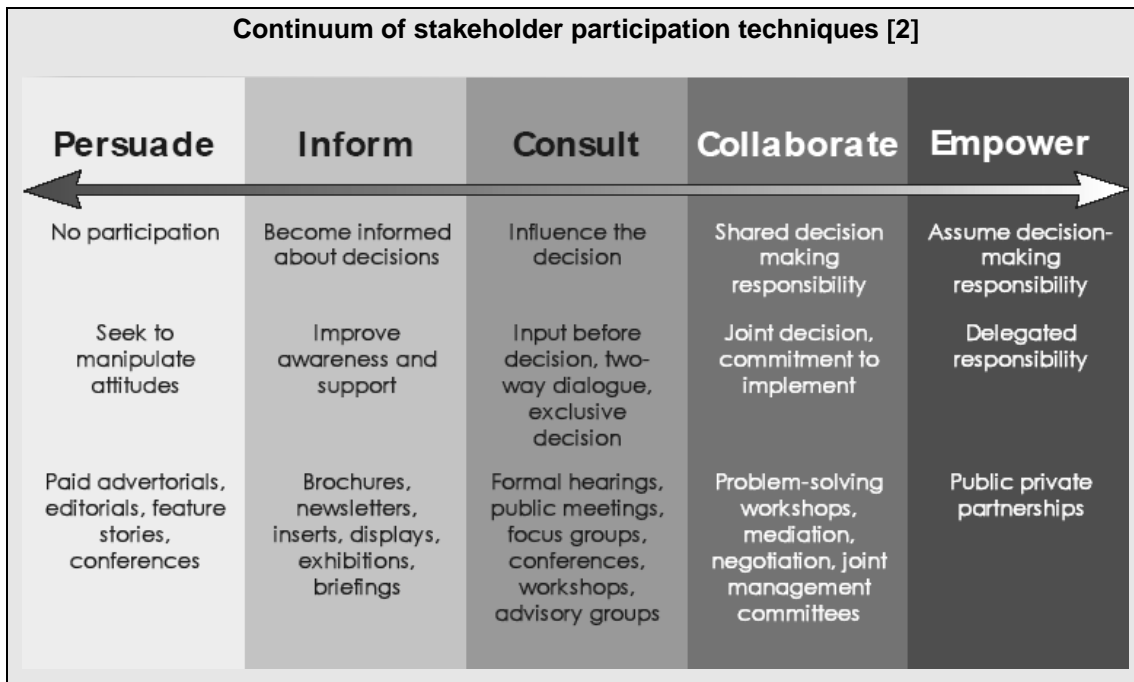 Continuum of stakeholder participation techniques [2]
Persuade
Inform
Consult
Collaborate
Empower
No participation
Become informed
about decisions
Influence the
decision
Shared decision
making
responsibility
Assume decision-
making
responsibility
Seek to
manipulate
attitudes
Improve
awareness and
support
Input before
decision, two-
way dialogue,
exclusive
decision
Joint decision,
commitment to
implement
Delegated
responsibility
Paid advertorials,
editorials, feature
stories,
conferences
Brochures,
newsletters,
inserts, displays,
exhibitions,
briefings
Formal hearings,
public meetings,
focus groups,
conferences,
workshops,
advisory groups
Problem-solving
workshops,
mediation,
negotiation, joint
management
committees
Public private
partnerships